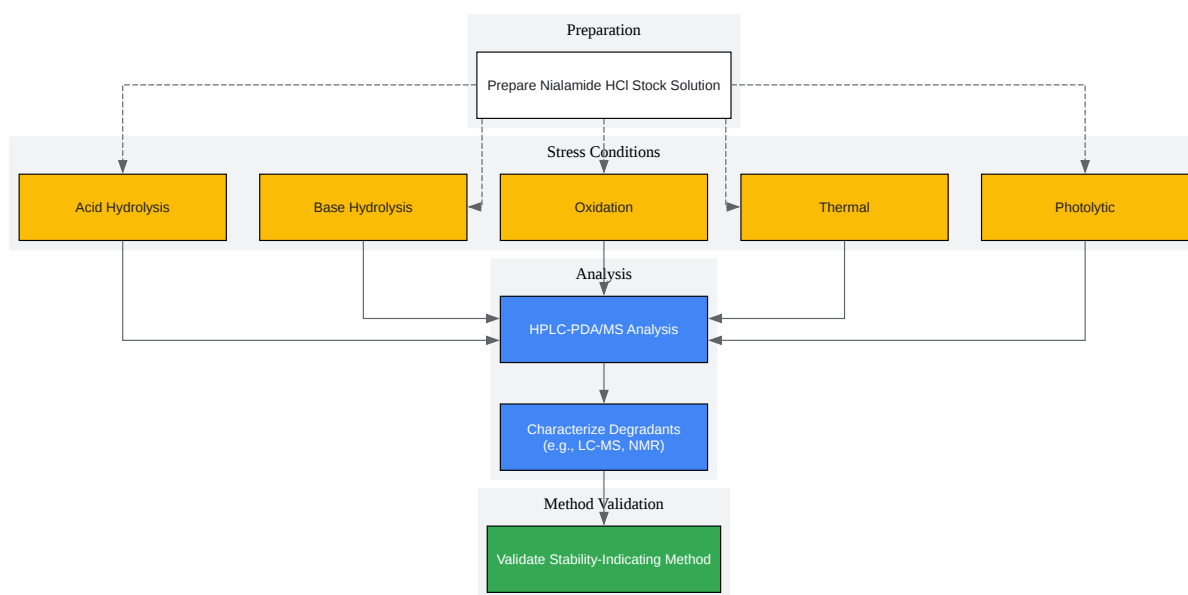 Preparation
Prepare Nialamide HCl Stock Solution
Stress Conditions
Acid Hydrolysis
Base Hydrolysis
Oxidation
Thermal
Photolytic
Analysis
HPLC-PDA/MS Analysis
Characterize Degradants
(e.g., LC-MS, NMR)
Method Validation
Validate Stability-Indicating Method